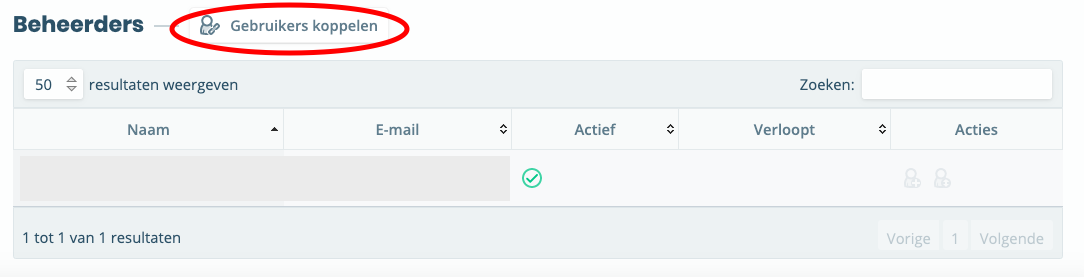 Beheerders
Gebruikers koppelen
50 resultaten weergeven
Zoeken:
Naam E-mail Actief Verloopt Acties
1 tot 1 van 1 resultaten
Vorige 1 Volgende